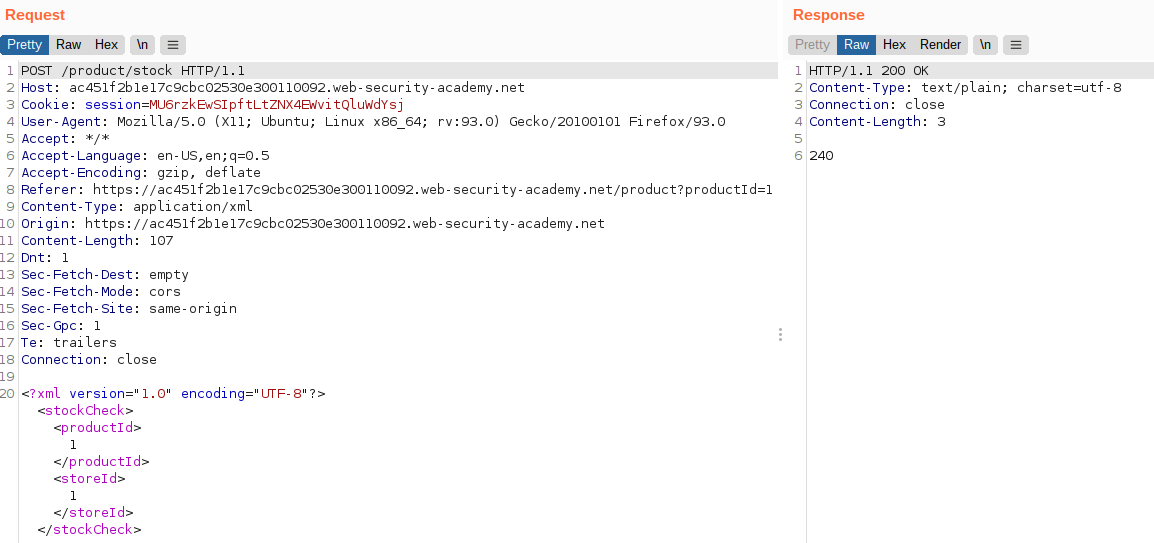 Request
Pretty Raw Hex \n
1 POST /product/stock HTTP/1.1
2 Host: ac451f2b1e17c9cbc02530e300110092.web-security-academy.net
3 Cookie: session=MU6rzkEwSIpftLtZNX4EWvitQluWdYsj
4 User-Agent: Mozilla/5.0 (X11; Ubuntu; Linux x86_64; rv:93.0) Gecko/20100101 Firefox/93.0
5 Accept: */*
6 Accept-Language: en-US,en;q=0.5
7 Accept-Encoding: gzip, deflate
8 Referer: https://ac451f2b1e17c9cbc02530e300110092.web-security-academy.net/product?productId=1
9 Content-Type: application/xml
10 Origin: https://ac451f2b1e17c9cbc02530e300110092.web-security-academy.net
11 Content-Length: 107
12 Dnt: 1
13 Sec-Fetch-Dest: empty
14 Sec-Fetch-Mode: cors
15 Sec-Fetch-Site: same-origin
16 Sec-Gpc: 1
17 Te: trailers
18 Connection: close
19
20 <?xml version="1.0" encoding="UTF-8"?>
<stockCheck>
<productId>
1
</productId>
<storeId>
1
</storeId>
</stockCheck>
Response
Pretty Raw Hex Render \n
1 HTTP/1.1 200 OK
2 Content-Type: text/plain; charset=utf-8
3 Connection: close
4 Content-Length: 3
5
6 240